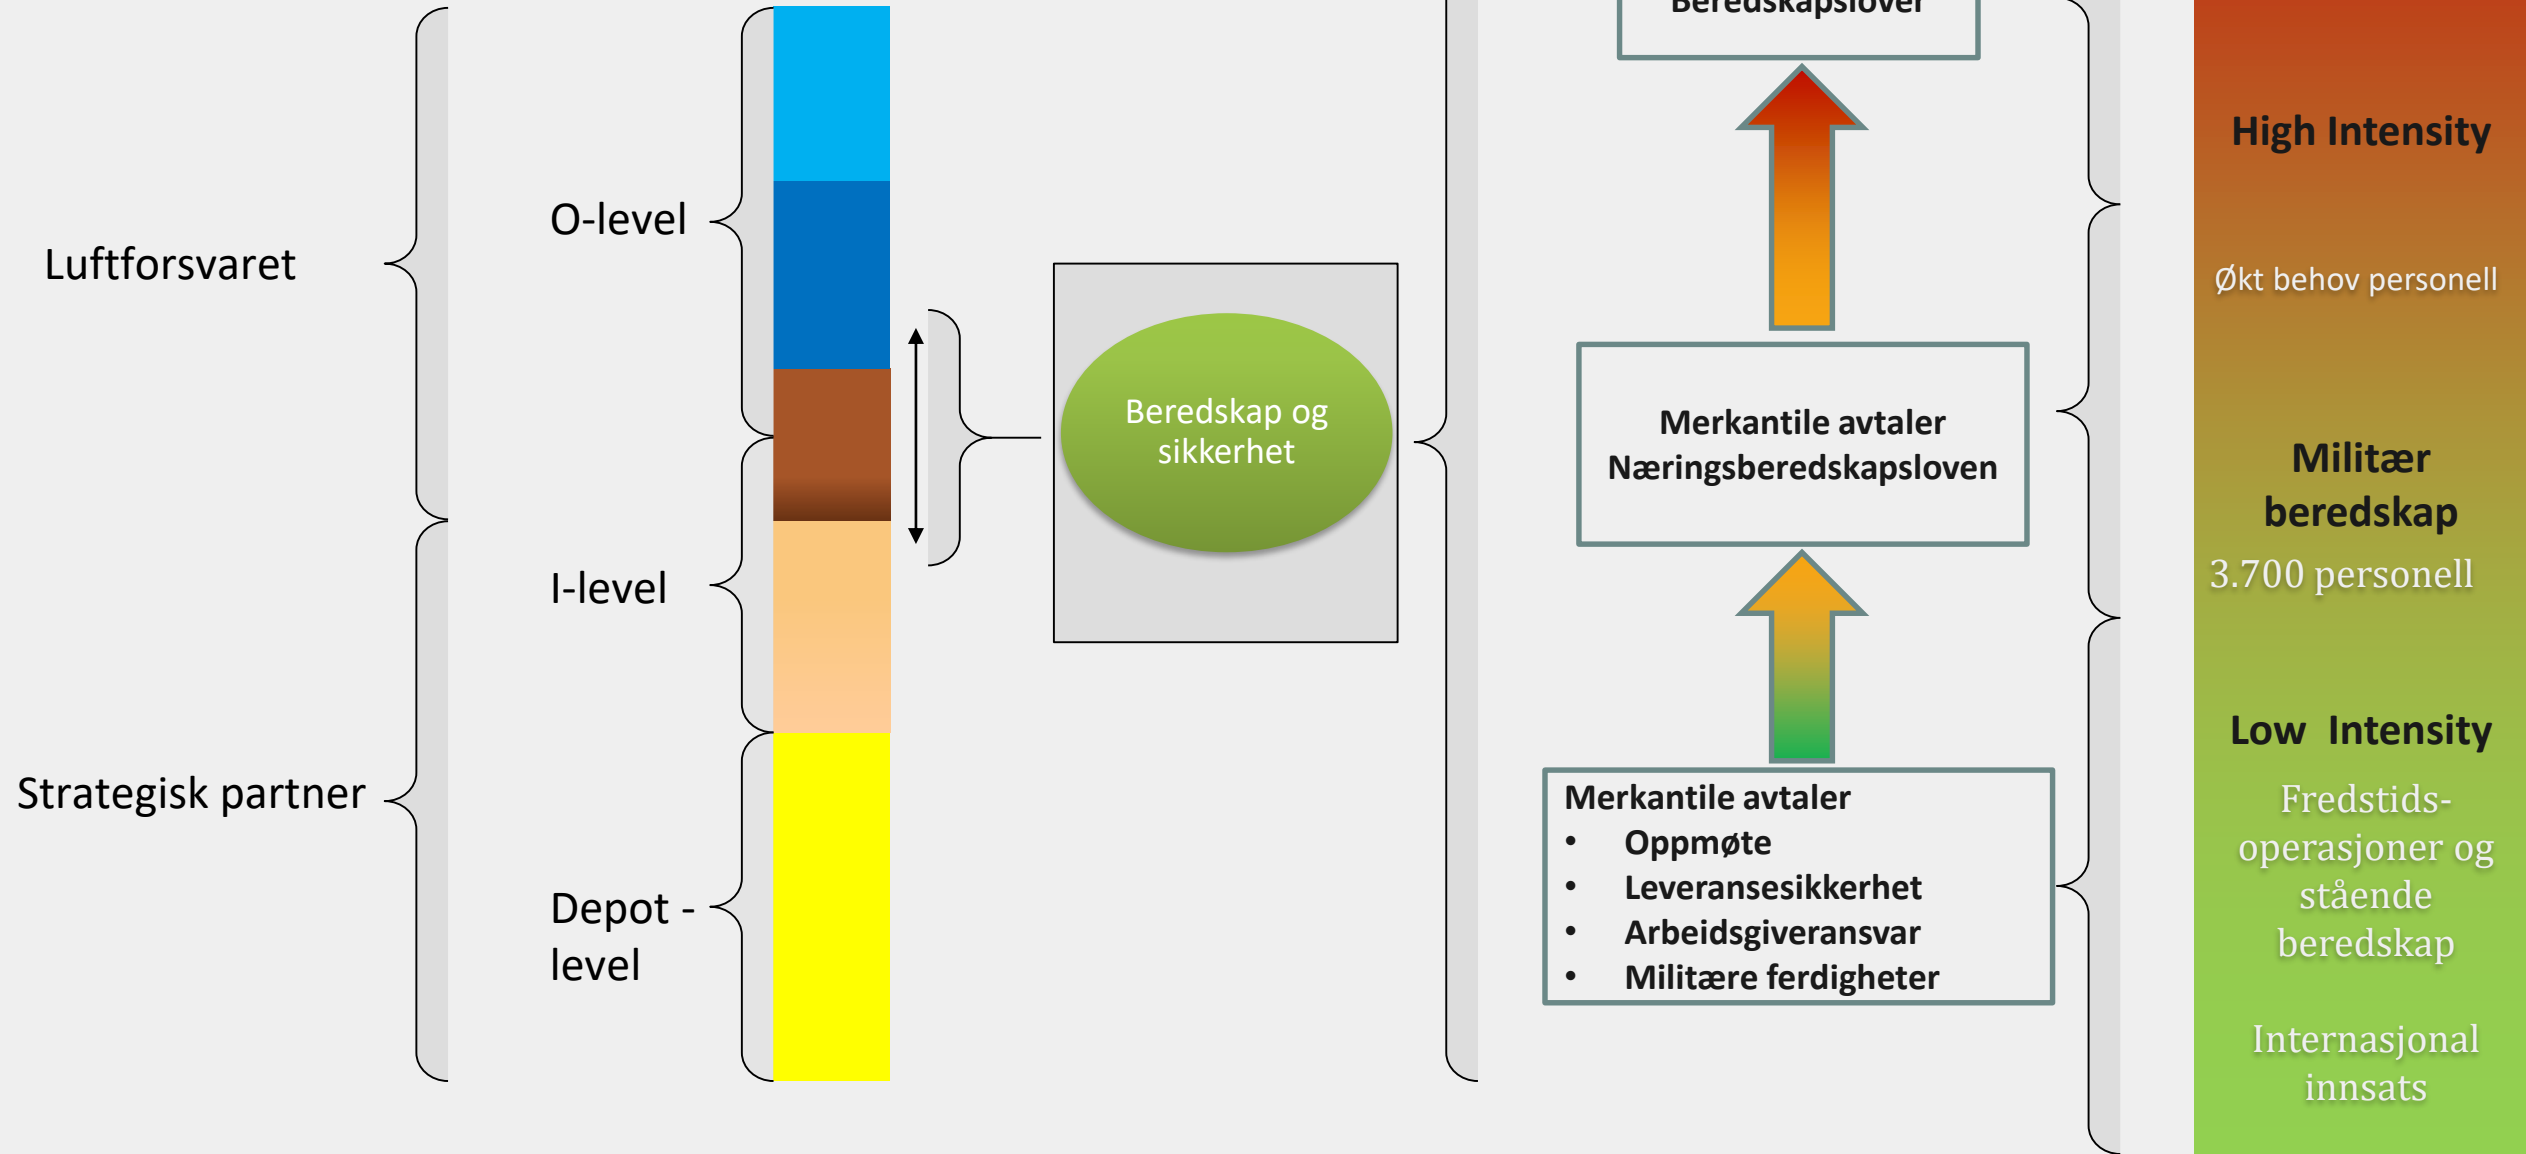 Luftforsvaret
Strategisk partner
O-level
I-level
Depot -
level
Beredskap og
sikkerhet
Beredskapslover
Merkantile avtaler
Næringsberedskapsloven
Merkantile avtaler
• Oppmøte
• Leveransesikkerhet
• Arbeidsgiveransvar
• Militære ferdigheter
High Intensity
Økt behov personell
Militær
beredskap
3.700 personell
Low  Intensity
Fredstids-
operasjoner og
stående
beredskap
Internasjonal
innsats